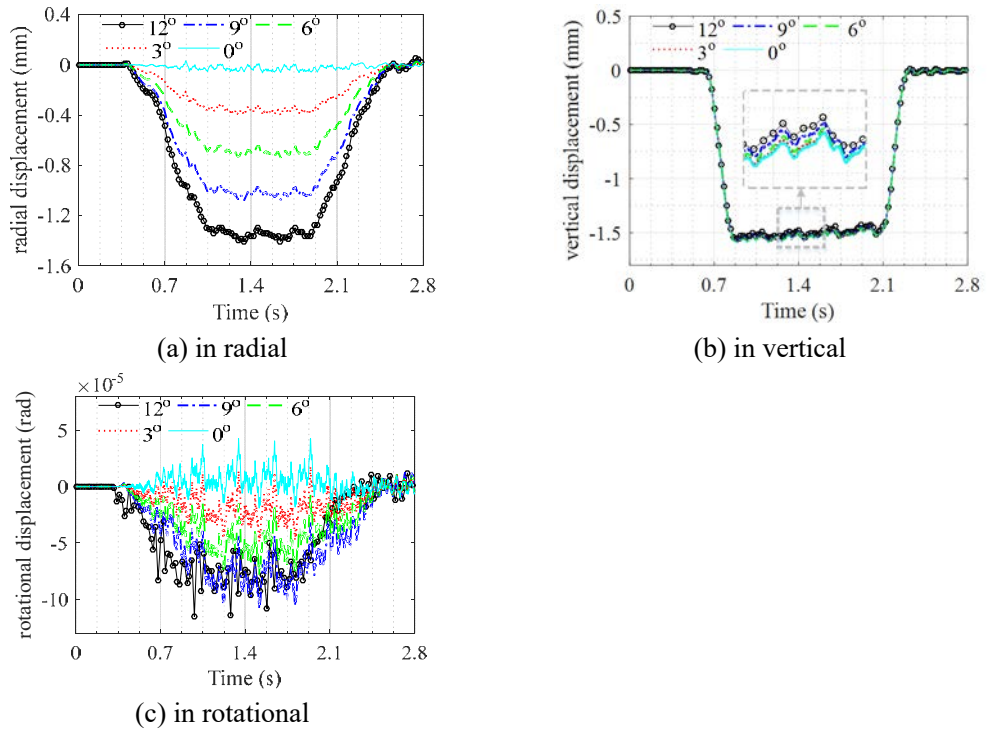 0.4
0
-0.4
-0.8
-1.2
-1.6
radial displacement (mm)
12° 9° 6°
3° 0°
0 0.7 1.4 2.1 2.8
Time (s)
(a) in radial
0.5
0
-0.5
-1
-1.5
vertical displacement (mm)
12° 9° 6°
3° 0°
0 0.7 1.4 2.1 2.8
Time (s)
(b) in vertical
×10⁻⁵
5
0
-5
-10
rotational displacement (rad)
12° 9° 6°
3° 0°
0 0.7 1.4 2.1 2.8
Time (s)
(c) in rotational